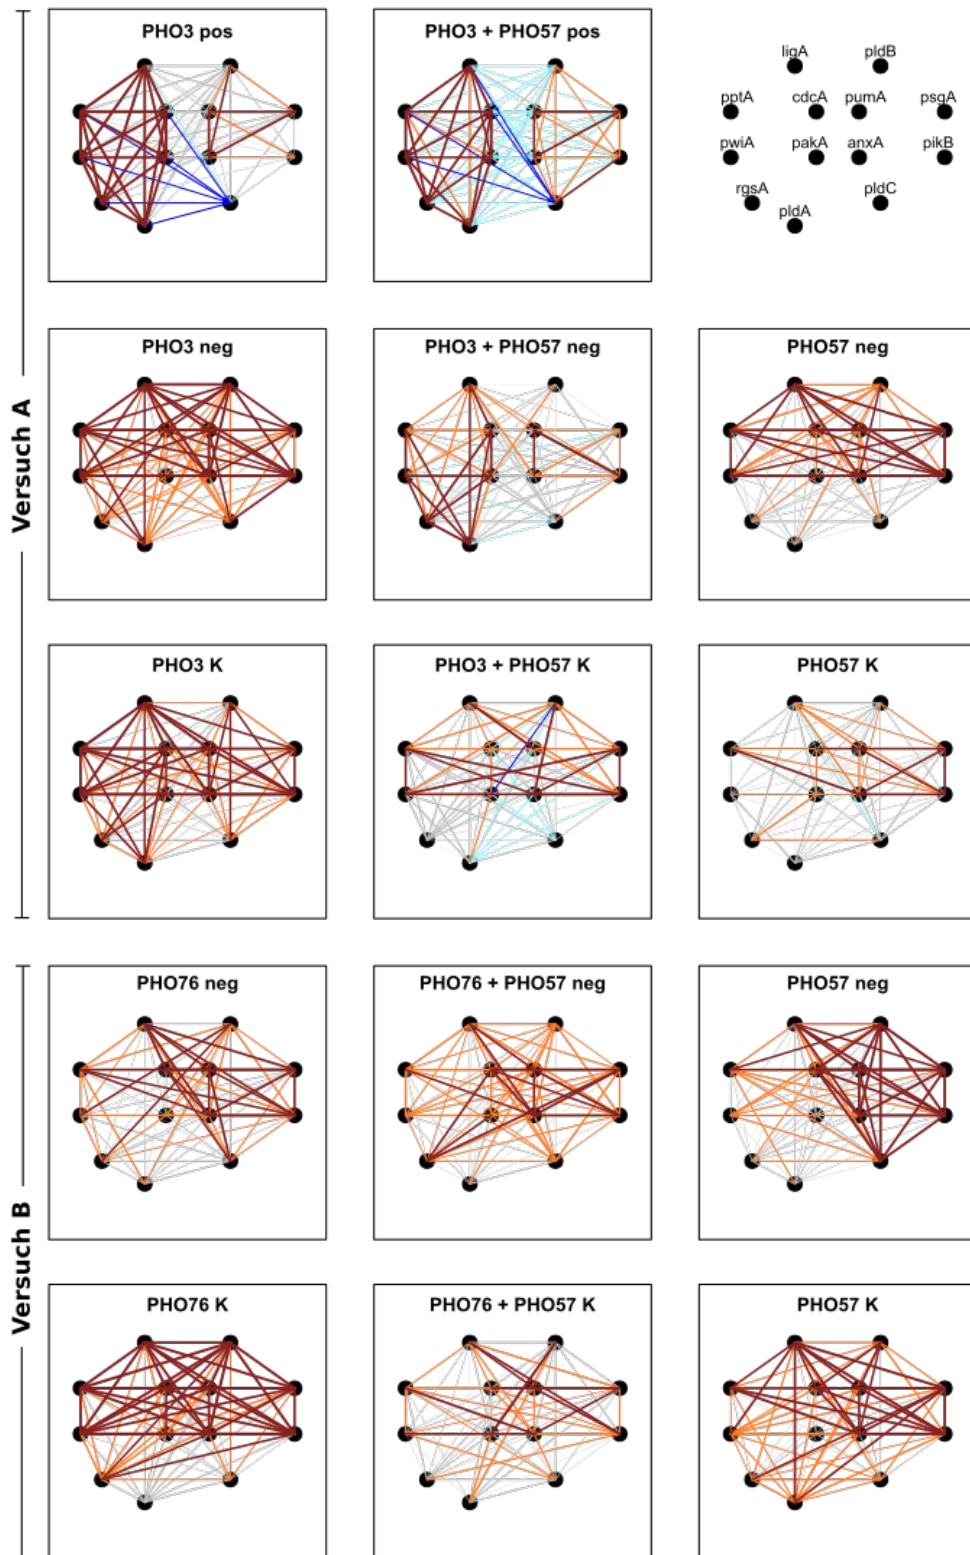 PHO3 pos
PHO3 + PHO57 pos
ligA pldB
pptA cdcA pumA psgA
pwiA pakA anxA pikB
rgsA pldC
pldA
Versuch A
PHO3 neg
PHO3 + PHO57 neg
PHO57 neg
PHO3 K
PHO3 + PHO57 K
PHO57 K
Versuch B
PHO76 neg
PHO76 + PHO57 neg
PHO57 neg
PHO76 K
PHO76 + PHO57 K
PHO57 K